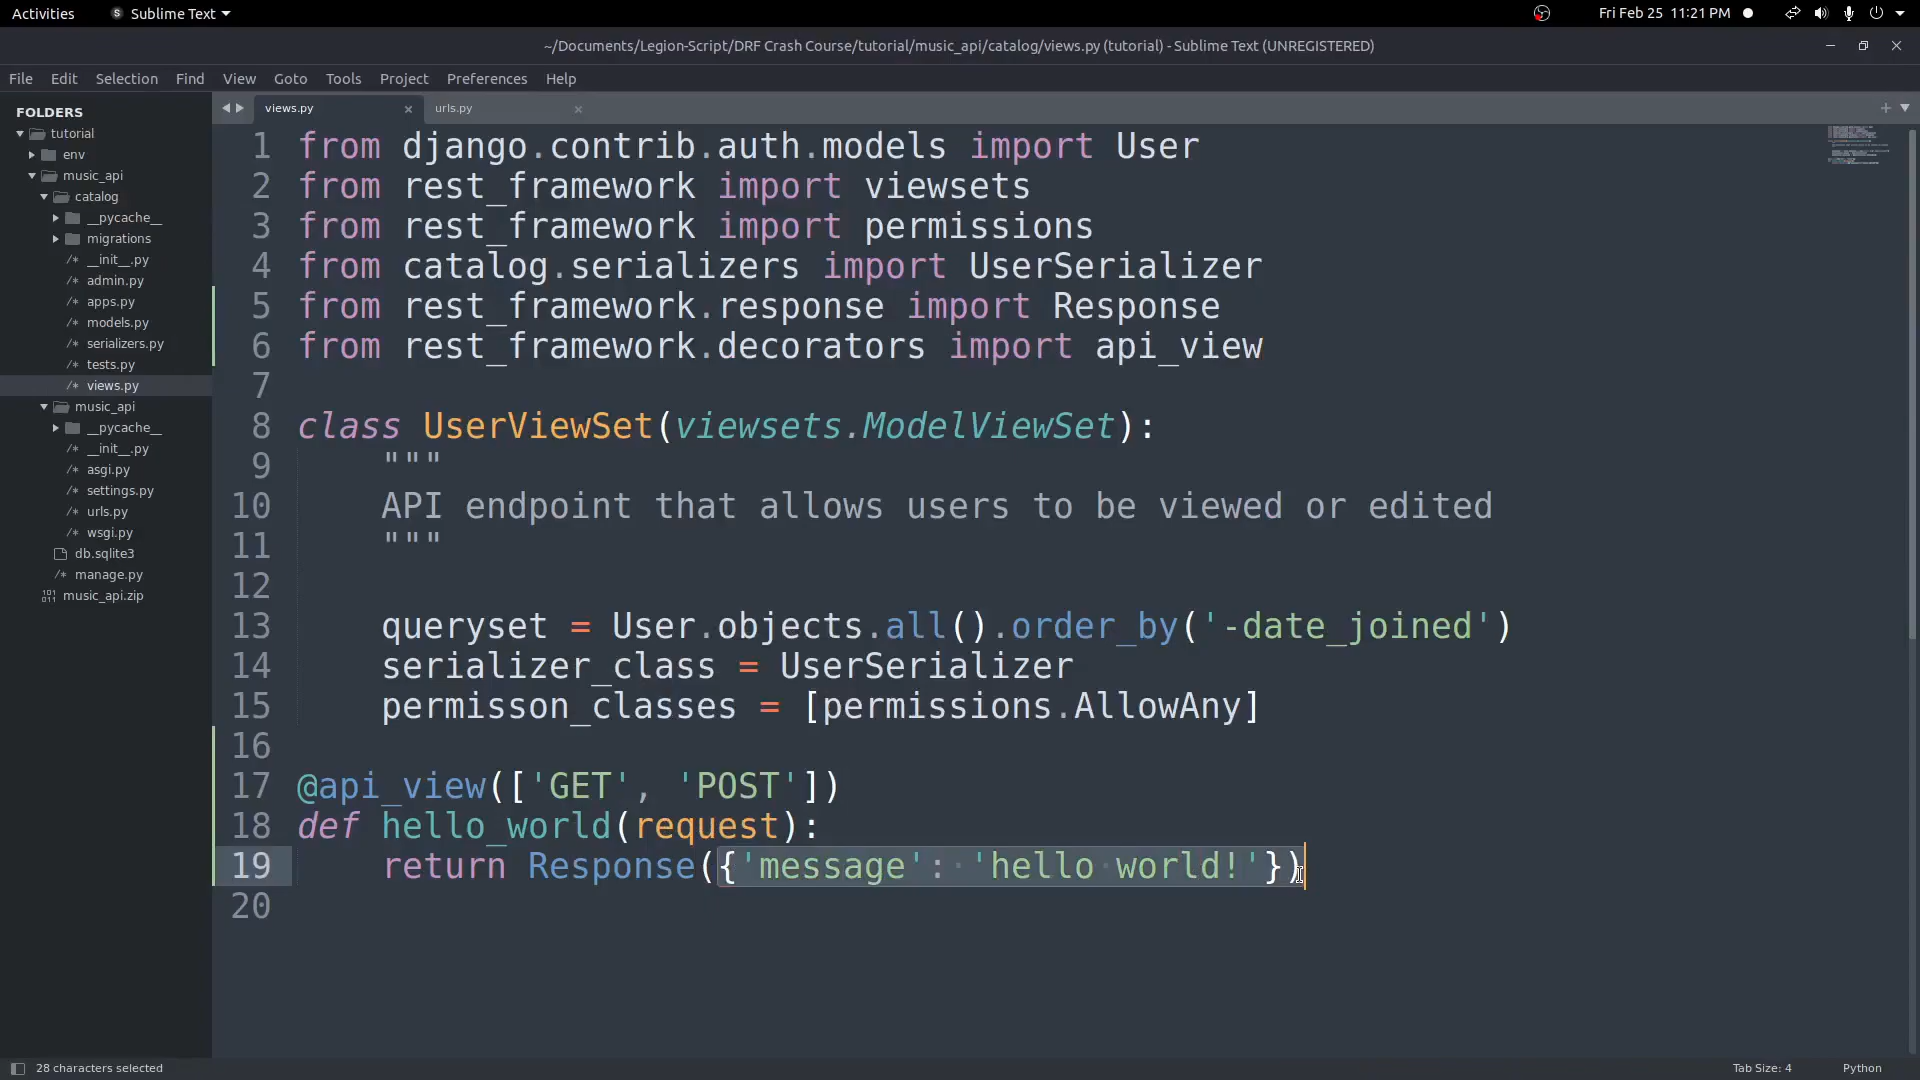 Activities
Sublime Text
Fri Feb 25 11:21 PM
~/Documents/Legion-Script/DRF Crash Course/tutorial/music_api/catalog/views.py (tutorial) - Sublime Text (UNREGISTERED)
File Edit Selection Find View Goto Tools Project Preferences Help
FOLDERS
tutorial
env
music_api
catalog
__pycache__
migrations
__init__.py
admin.py
apps.py
models.py
serializers.py
tests.py
views.py
music_api
__pycache__
__init__.py
asgi.py
settings.py
urls.py
wsgi.py
db.sqlite3
manage.py
music_api.zip
views.py
urls.py
1 from django.contrib.auth.models import User
2 from rest_framework import viewsets
3 from rest_framework import permissions
4 from catalog.serializers import UserSerializer
5 from rest_framework.response import Response
6 from rest_framework.decorators import api_view
7
8 class UserViewSet(viewsets.ModelViewSet):
9 """
10 API endpoint that allows users to be viewed or edited
11 """
12
13 queryset = User.objects.all().order_by('-date_joined')
14 serializer_class = UserSerializer
15 permisson_classes = [permissions.AllowAny]
16
17 @api_view(['GET', 'POST'])
18 def hello_world(request):
19 return Response({'message': 'hello world!'})
20
28 characters selected
Tab Size: 4
Python